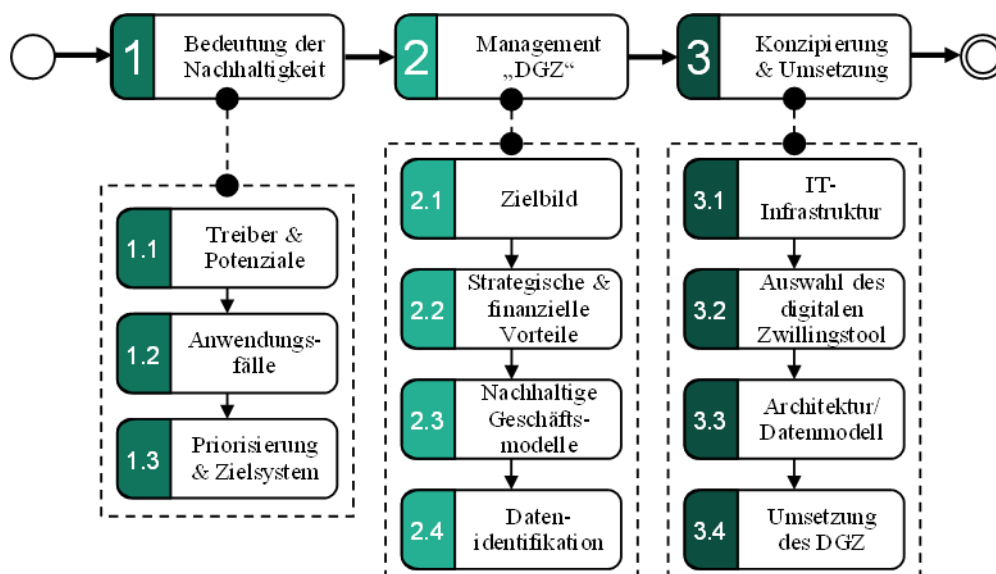 1
Bedeutung der
Nachhaltigkeit
2
Management
„DGZ“
3
Konzipierung
& Umsetzung
1.1
Treiber &
Potenziale
1.2
Anwendungs-
fälle
1.3
Priorisierung
& Zielsystem
2.1
Zielbild
2.2
Strategische &
finanzielle
Vorteile
2.3
Nachhaltige
Geschäfts-
modelle
2.4
Daten-
identifikation
3.1
IT-
Infrastruktur
3.2
Auswahl des
digitalen
Zwillingstool
3.3
Architektur/
Datenmodell
3.4
Umsetzung
des DGZ